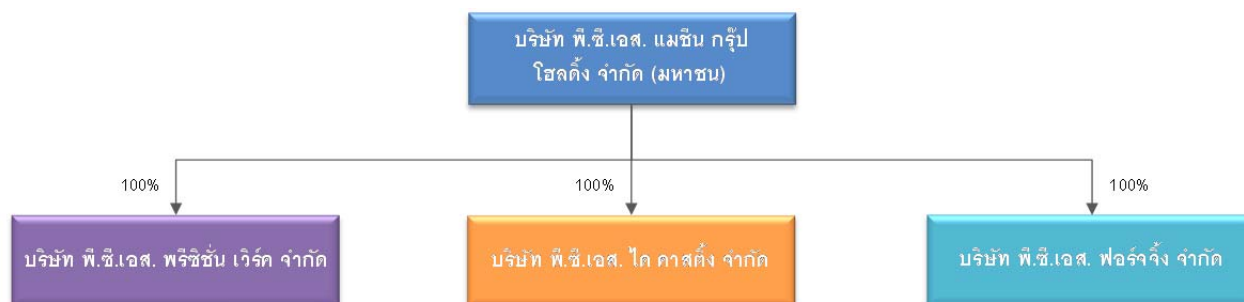 บริษัท พี.ซี.เอส. แมชีน กรุ๊ป
โฮลดิ้ง จำกัด (มหาชน)
100%
100%
100%
บริษัท พี.ซี.เอส. พรีซิชั่น เวิร์ค จำกัด
บริษัท พี.ซี.เอส. ได คาสติ้ง จำกัด
บริษัท พี.ซี.เอส. ฟอร์จจิ้ง จำกัด